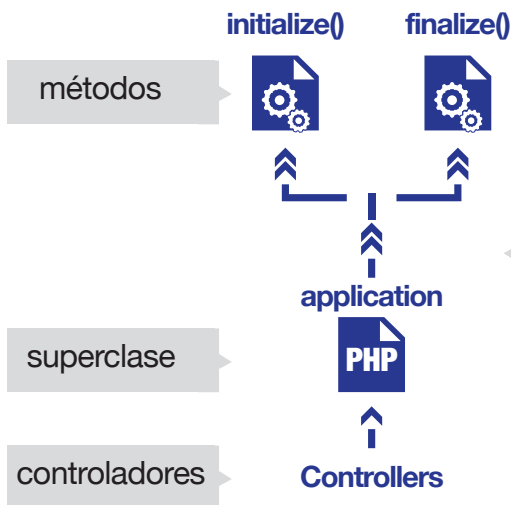 initialize() finalize()
métodos
application
superclase
PHP
controladores
Controllers